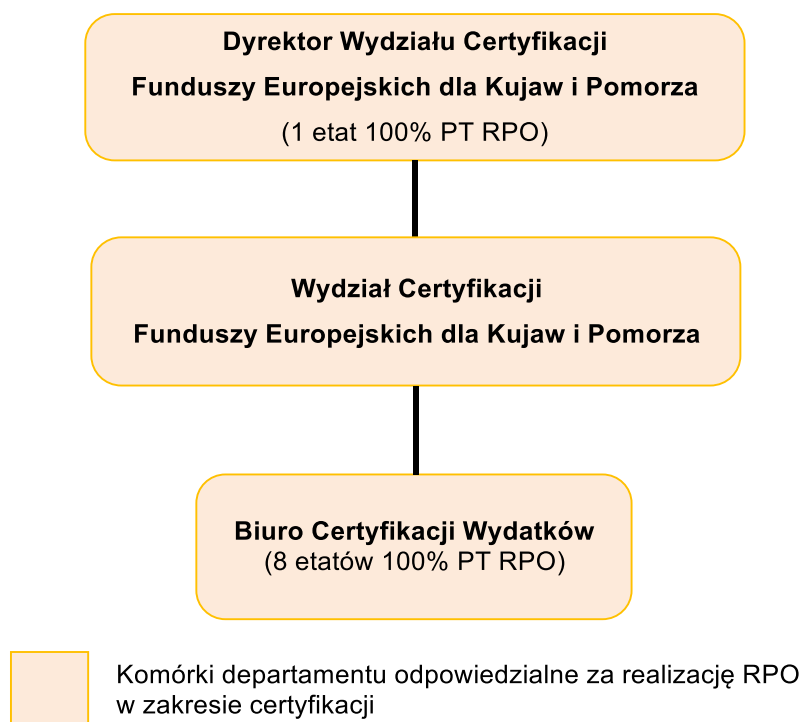 Dyrektor Wydziału Certyfikacji
Funduszy Europejskich dla Kujaw i Pomorza
(1 etat 100% PT RPO)
Wydział Certyfikacji
Funduszy Europejskich dla Kujaw i Pomorza
Biuro Certyfikacji Wydatków
(8 etatów 100% PT RPO)
Komórki departamentu odpowiedzialne za realizację RPO
w zakresie certyfikacji